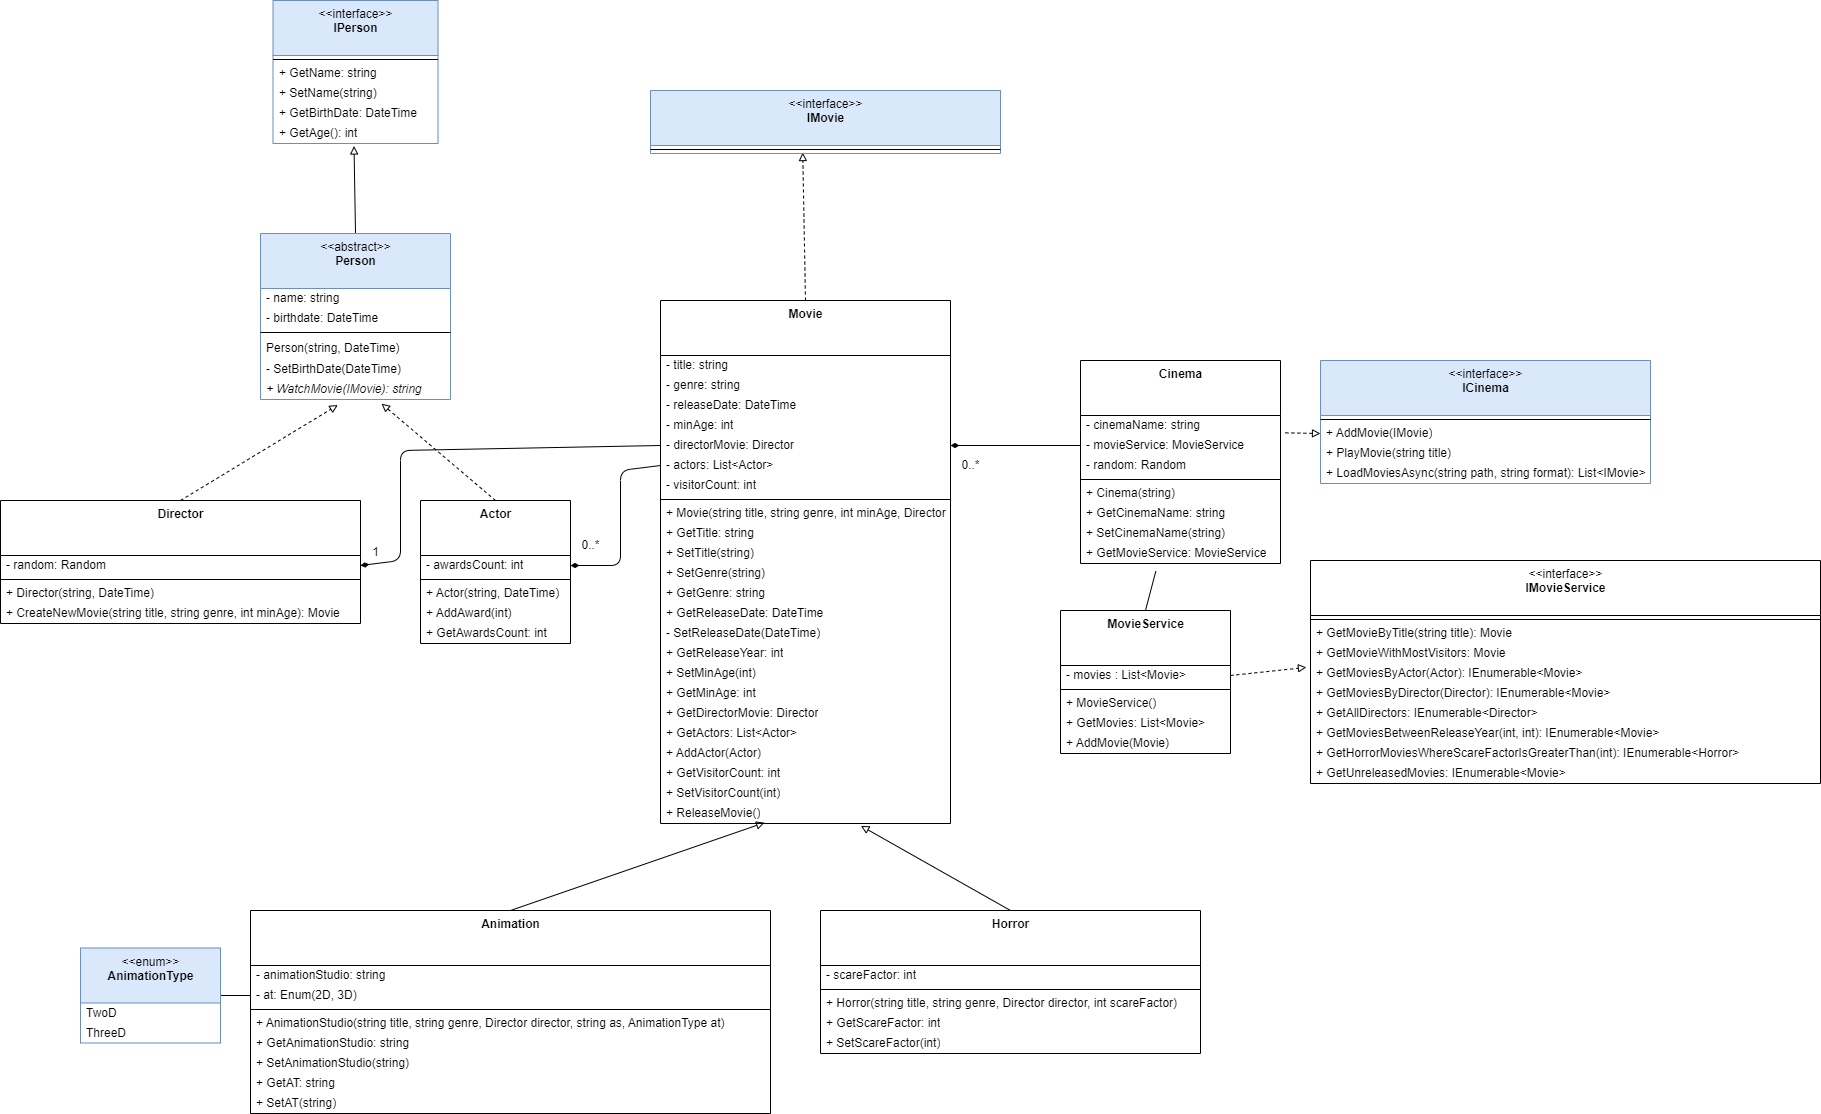 <<interface>>
IPerson
+ GetName: string
+ SetName(string)
+ GetBirthDate: DateTime
+ GetAge(): int
<<interface>>
IMovie
<<abstract>>
Person
- name: string
- birthdate: DateTime
Person(string, DateTime)
- SetBirthDate(DateTime)
+ WatchMovie(IMovie): string
Movie
- title: string
- genre: string
- releaseDate: DateTime
- minAge: int
- directorMovie: Director
- actors: List<Actor>
- visitorCount: int
+ Movie(string title, string genre, int minAge, Director
+ GetTitle: string
+ SetTitle(string)
+ SetGenre(string)
+ GetGenre: string
+ GetReleaseDate: DateTime
- SetReleaseDate(DateTime)
+ GetReleaseYear: int
+ SetMinAge(int)
+ GetMinAge: int
+ GetDirectorMovie: Director
+ GetActors: List<Actor>
+ AddActor(Actor)
+ GetVisitorCount: int
+ SetVisitorCount(int)
+ ReleaseMovie()
Cinema
- cinemaName: string
- movieService: MovieService
- random: Random
+ Cinema(string)
+ GetCinemaName: string
+ SetCinemaName(string)
+ GetMovieService: MovieService
0..*
<<interface>>
ICinema
+ AddMovie(IMovie)
+ PlayMovie(string title)
+ LoadMoviesAsync(string path, string format): List<IMovie>
Director
- random: Random
+ Director(string, DateTime)
+ CreateNewMovie(string title, string genre, int minAge): Movie
1
Actor
- awardsCount: int
+ Actor(string, DateTime)
+ AddAward(int)
+ GetAwardsCount: int
0..*
MovieService
- movies : List<Movie>
+ MovieService()
+ GetMovies: List<Movie>
+ AddMovie(Movie)
<<interface>>
IMovieService
+ GetMovieByTitle(string title): Movie
+ GetMovieWithMostVisitors: Movie
+ GetMoviesByActor(Actor): IEnumerable<Movie>
+ GetMoviesByDirector(Director): IEnumerable<Movie>
+ GetAllDirectors: IEnumerable<Director>
+ GetMoviesBetweenReleaseYear(int, int): IEnumerable<Movie>
+ GetHorrorMoviesWhereScareFactorIsGreaterThan(int): IEnumerable<Horror>
+ GetUnreleasedMovies: IEnumerable<Movie>
<<enum>>
AnimationType
TwoD
ThreeD
Animation
- animationStudio: string
- at: Enum(2D, 3D)
+ AnimationStudio(string title, string genre, Director director, string as, AnimationType at)
+ GetAnimationStudio: string
+ SetAnimationStudio(string)
+ GetAT: string
+ SetAT(string)
Horror
- scareFactor: int
+ Horror(string title, string genre, Director director, int scareFactor)
+ GetScareFactor: int
+ SetScareFactor(int)